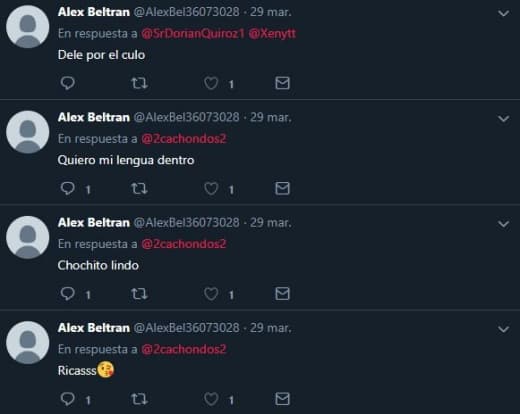 Alex Beltran @AlexBel36073028 · 29 mar.
En respuesta a @SrDorianQuiroz1 @Xenytt
Dele por el culo
1
Alex Beltran @AlexBel36073028 · 29 mar.
En respuesta a @2cachondos2
Quiero mi lengua dentro
1 1
Alex Beltran @AlexBel36073028 · 29 mar.
En respuesta a @2cachondos2
Chochito lindo
1 1
Alex Beltran @AlexBel36073028 · 29 mar.
En respuesta a @2cachondos2
Ricasss😘
1 1